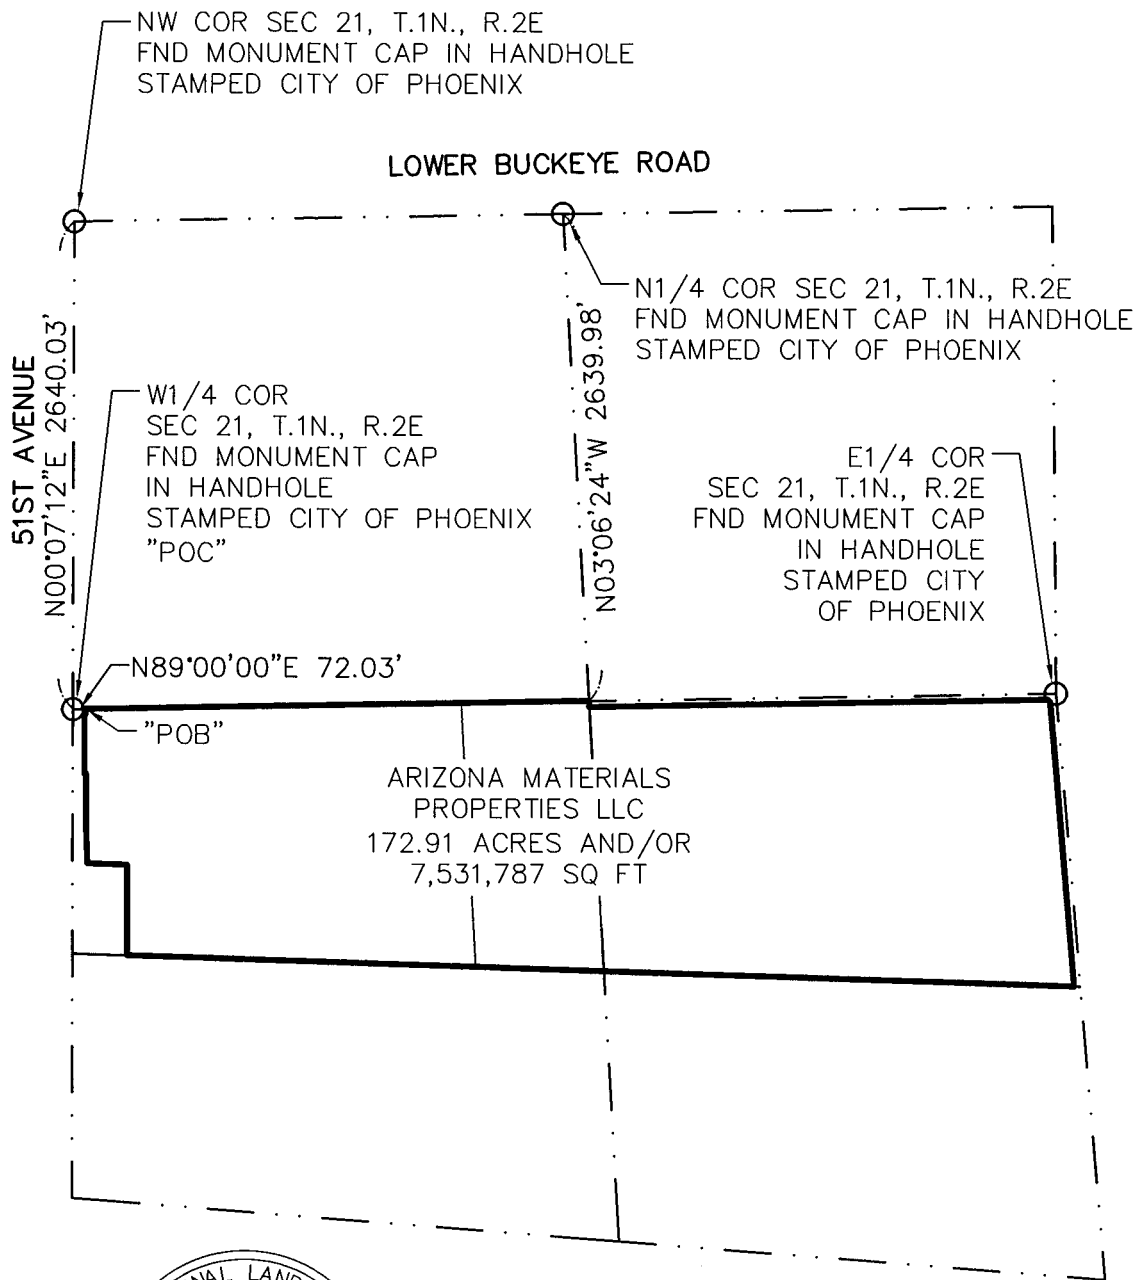 NW COR SEC 21, T.1N., R.2E
FND MONUMENT CAP IN HANDHOLE
STAMPED CITY OF PHOENIX
LOWER BUCKEYE ROAD
N1/4 COR SEC 21, T.1N., R.2E
FND MONUMENT CAP IN HANDHOLE
STAMPED CITY OF PHOENIX
51ST AVENUE
N00°07'12"E 2640.03'
W1/4 COR
SEC 21, T.1N., R.2E
FND MONUMENT CAP
IN HANDHOLE
STAMPED CITY OF PHOENIX
"POC"
N03°06'24"W 2639.98'
E1/4 COR
SEC 21, T.1N., R.2E
FND MONUMENT CAP
IN HANDHOLE
STAMPED CITY
OF PHOENIX
N89°00'00"E 72.03'
"POB"
ARIZONA MATERIALS
PROPERTIES LLC
172.91 ACRES AND/OR
7,531,787 SQ FT